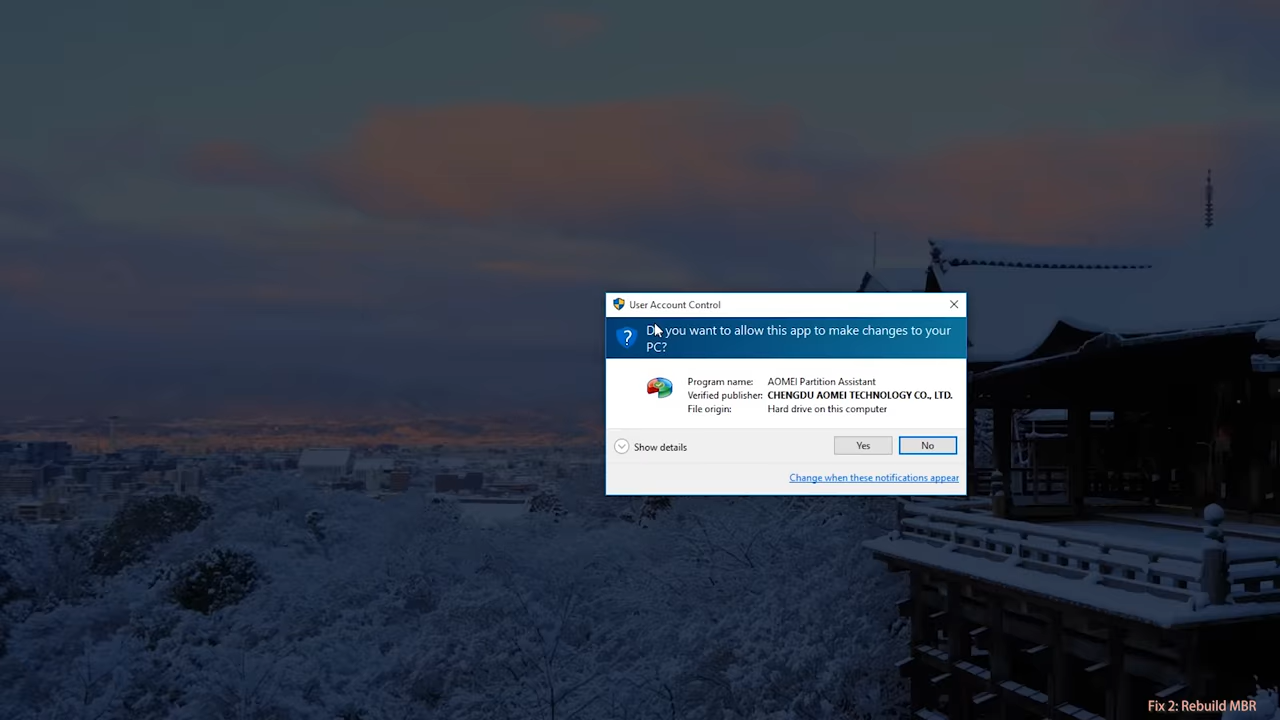 User Account Control
Do you want to allow this app to make changes to your
PC?
Program name: AOMEI Partition Assistant
Verified publisher: CHENGDU AOMEI TECHNOLOGY CO., LTD.
File origin: Hard drive on this computer
Show details
Yes
No
Change when these notifications appear
Fix 2: Rebuild MBR